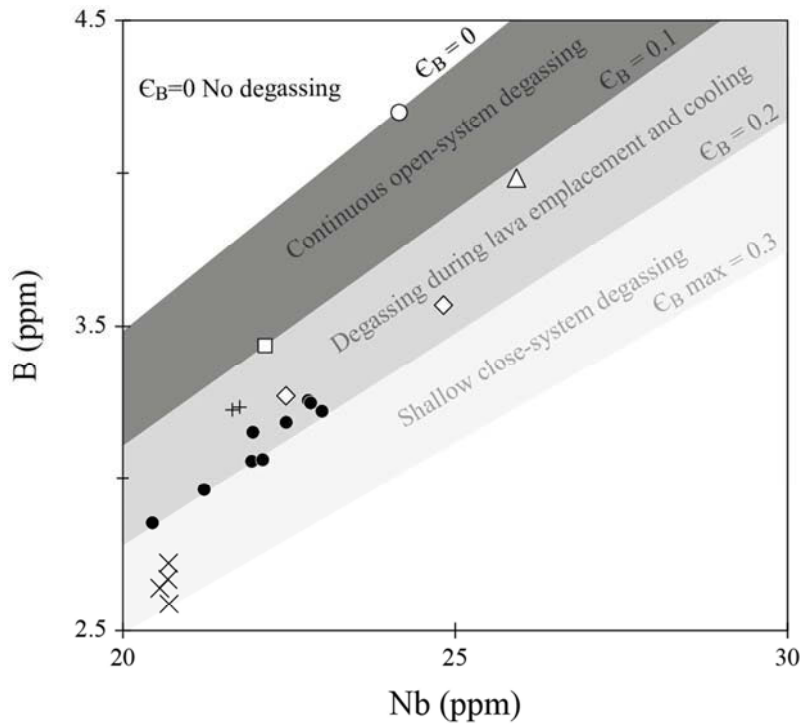 4.5
ЄB = 0
ЄB=0 No degassing
Continuous open-system degassing
ЄB = 0.1
Degassing during lava emplacement and cooling
ЄB = 0.2
Shallow close-system degassing
ЄB max = 0.3
3.5
B (ppm)
2.5
20
25
30
Nb (ppm)